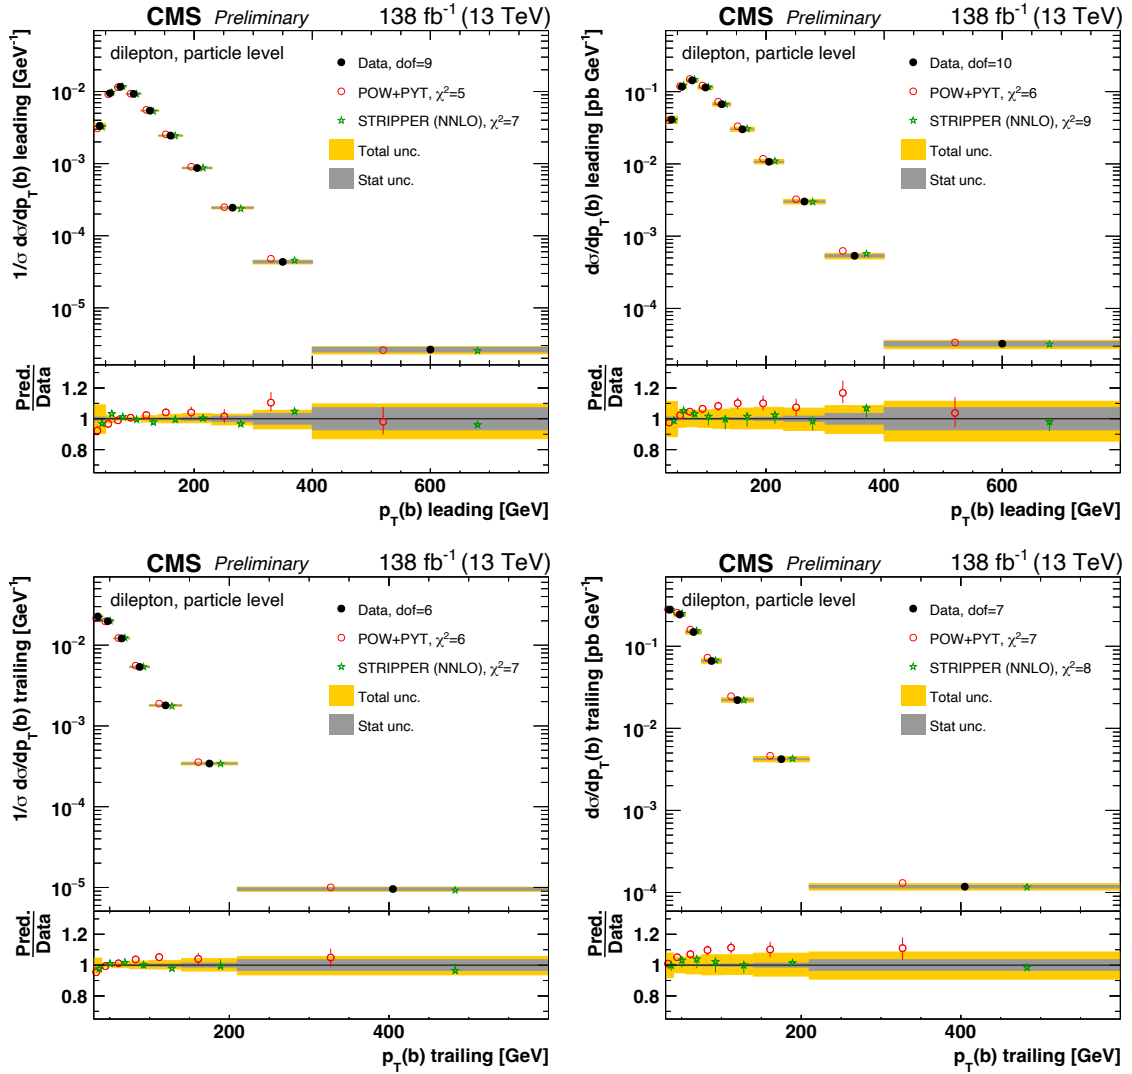 CMS Preliminary 138 fb⁻¹ (13 TeV)
dilepton, particle level
Data, dof=9
POW+PYT, χ²=5
STRIPPER (NNLO), χ²=7
Total unc.
Stat unc.
1/σ dσ/dp_T(b) leading [GeV⁻¹]
10⁻²
10⁻³
10⁻⁴
10⁻⁵
Pred.
Data
1.2
1
0.8
200 400 600
p_T(b) leading [GeV]
CMS Preliminary 138 fb⁻¹ (13 TeV)
dilepton, particle level
Data, dof=10
POW+PYT, χ²=6
STRIPPER (NNLO), χ²=9
Total unc.
Stat unc.
dσ/dp_T(b) leading [pb GeV⁻¹]
10⁻¹
10⁻²
10⁻³
10⁻⁴
Pred.
Data
1.2
1
0.8
200 400 600
p_T(b) leading [GeV]
CMS Preliminary 138 fb⁻¹ (13 TeV)
dilepton, particle level
Data, dof=6
POW+PYT, χ²=6
STRIPPER (NNLO), χ²=7
Total unc.
Stat unc.
1/σ dσ/dp_T(b) trailing [GeV⁻¹]
10⁻²
10⁻³
10⁻⁴
10⁻⁵
Pred.
Data
1.2
1
0.8
200 400
p_T(b) trailing [GeV]
CMS Preliminary 138 fb⁻¹ (13 TeV)
dilepton, particle level
Data, dof=7
POW+PYT, χ²=7
STRIPPER (NNLO), χ²=8
Total unc.
Stat unc.
dσ/dp_T(b) trailing [pb GeV⁻¹]
10⁻¹
10⁻²
10⁻³
10⁻⁴
Pred.
Data
1.2
1
0.8
200 400
p_T(b) trailing [GeV]